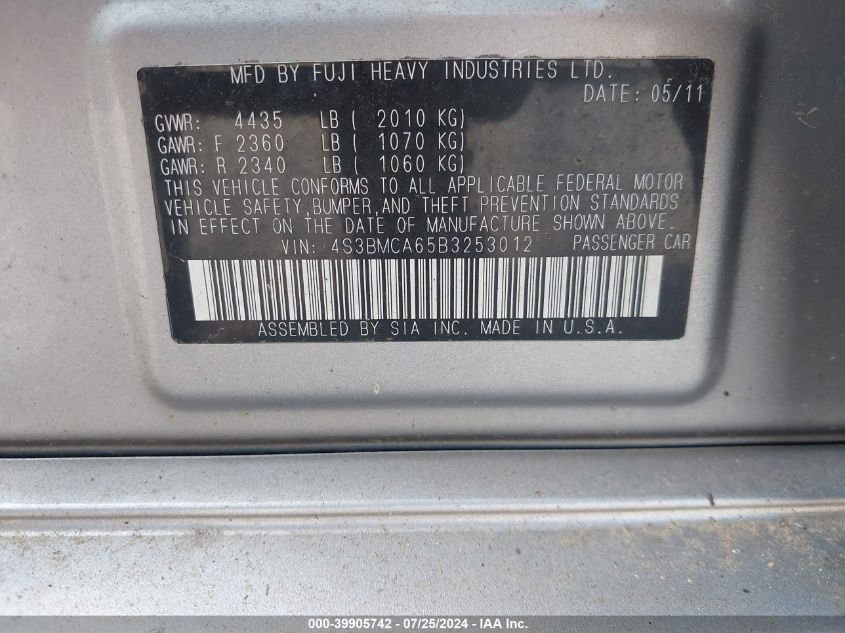 MFD BY FUJI HEAVY INDUSTRIES LTD.
DATE: 05/11
GVWR: 4435 LB ( 2010 KG)
GAWR: F 2360 LB ( 1070 KG)
GAWR: R 2340 LB ( 1060 KG)
THIS VEHICLE CONFORMS TO ALL APPLICABLE FEDERAL MOTOR
VEHICLE SAFETY,BUMPER,AND THEFT PREVENTION STANDARDS
IN EFFECT ON THE DATE OF MANUFACTURE SHOWN ABOVE.
VIN: 4S3BMCA65B3253012 PASSENGER CAR
ASSEMBLED BY SIA INC. MADE IN U.S.A.
000-39905742 - 07/25/2024 - IAA Inc.